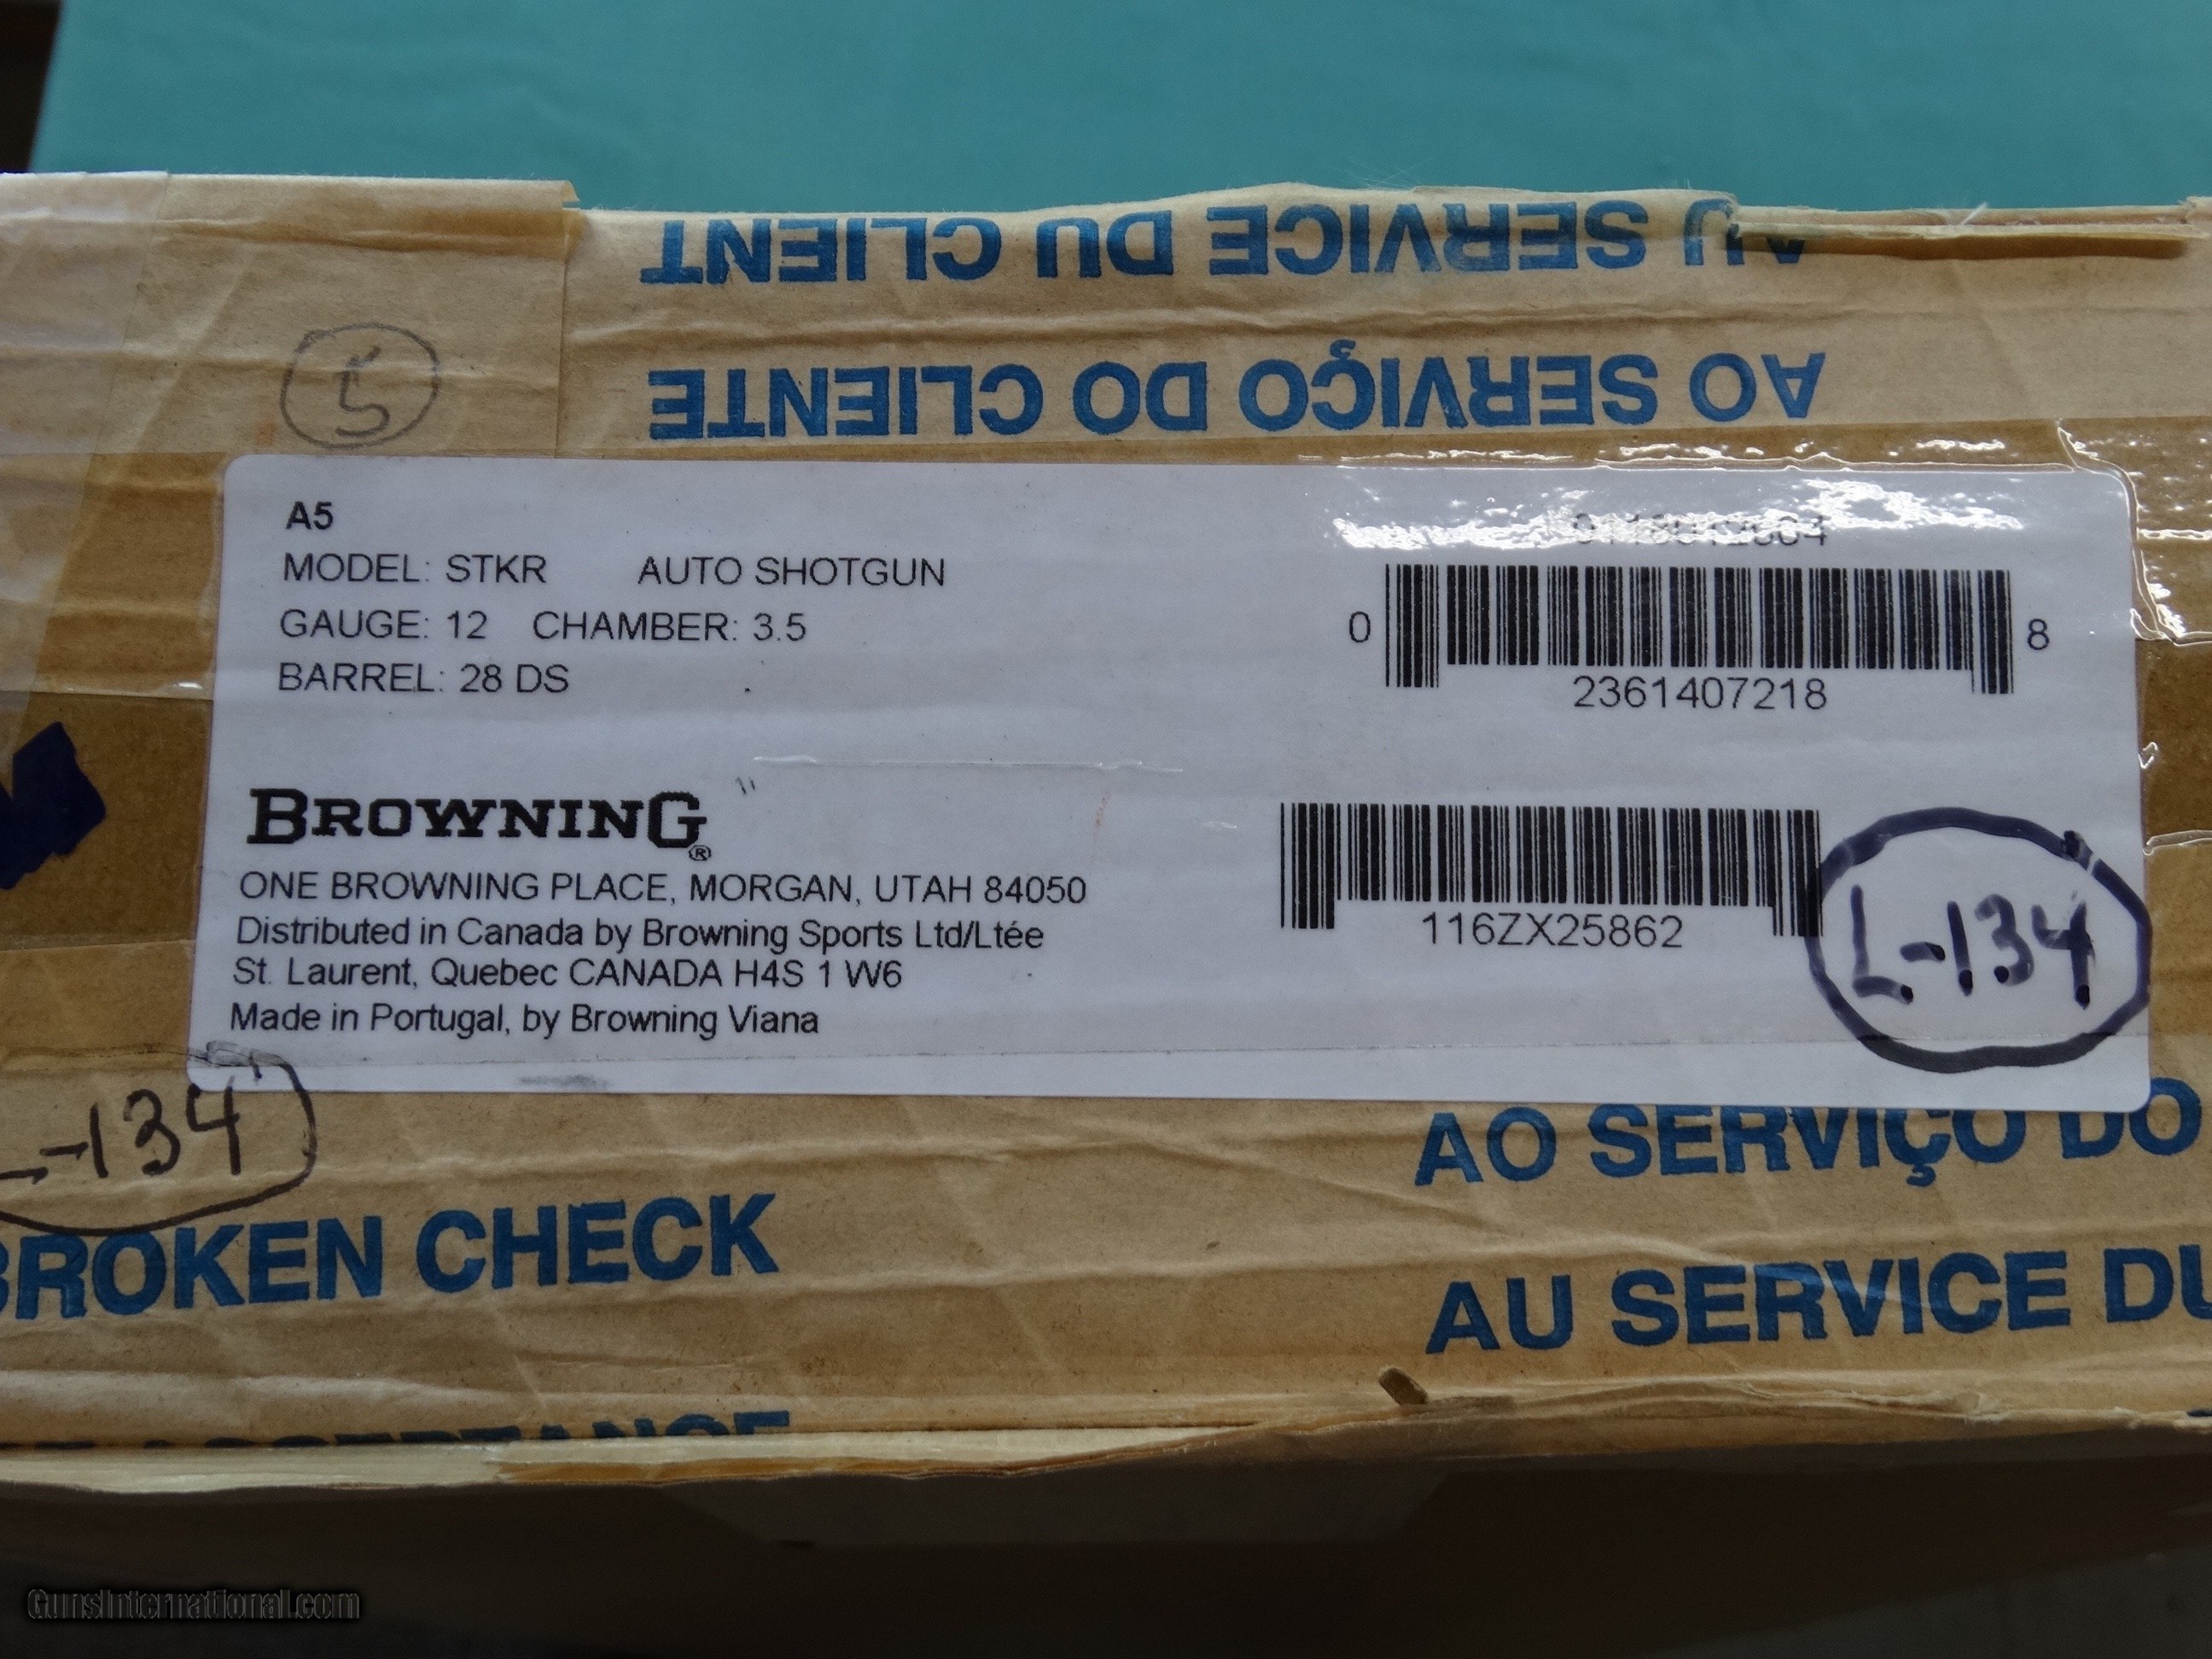 AU SERVICE DU CLIENT
AO SERVIÇO DO CLIENTE
5
A5
MODEL: STKR AUTO SHOTGUN
GAUGE: 12 CHAMBER: 3.5
BARREL: 28 DS
0 8
2361407218
BROWNING ®
ONE BROWNING PLACE, MORGAN, UTAH 84050
Distributed in Canada by Browning Sports Ltd/Ltée
St. Laurent, Quebec CANADA H4S 1 W6
Made in Portugal, by Browning Viana
116ZX25862
L-134
L-134
AO SERVIÇO DO
BROKEN CHECK
AU SERVICE DU
ACCEPTANCE
GunsInternational.com